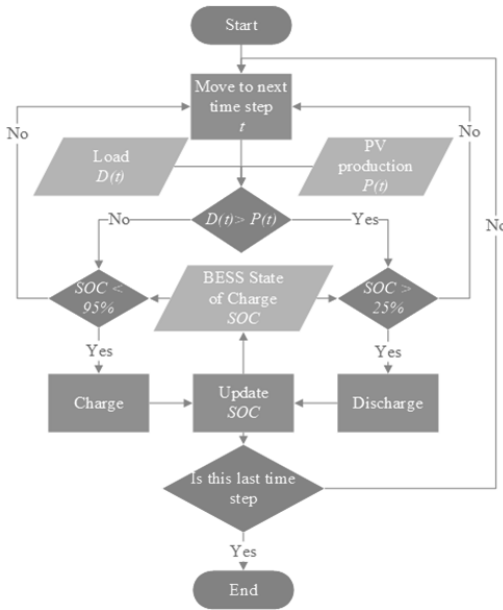 Start
Move to next
time step
t
No
No
Load
D(t)
PV
production
P(t)
No
D(t)> P(t)
Yes
No
SOC <
95%
BESS State
of Charge
SOC
SOC >
25%
Yes
Yes
Charge
Update
SOC
Discharge
Is this last time
step
Yes
End